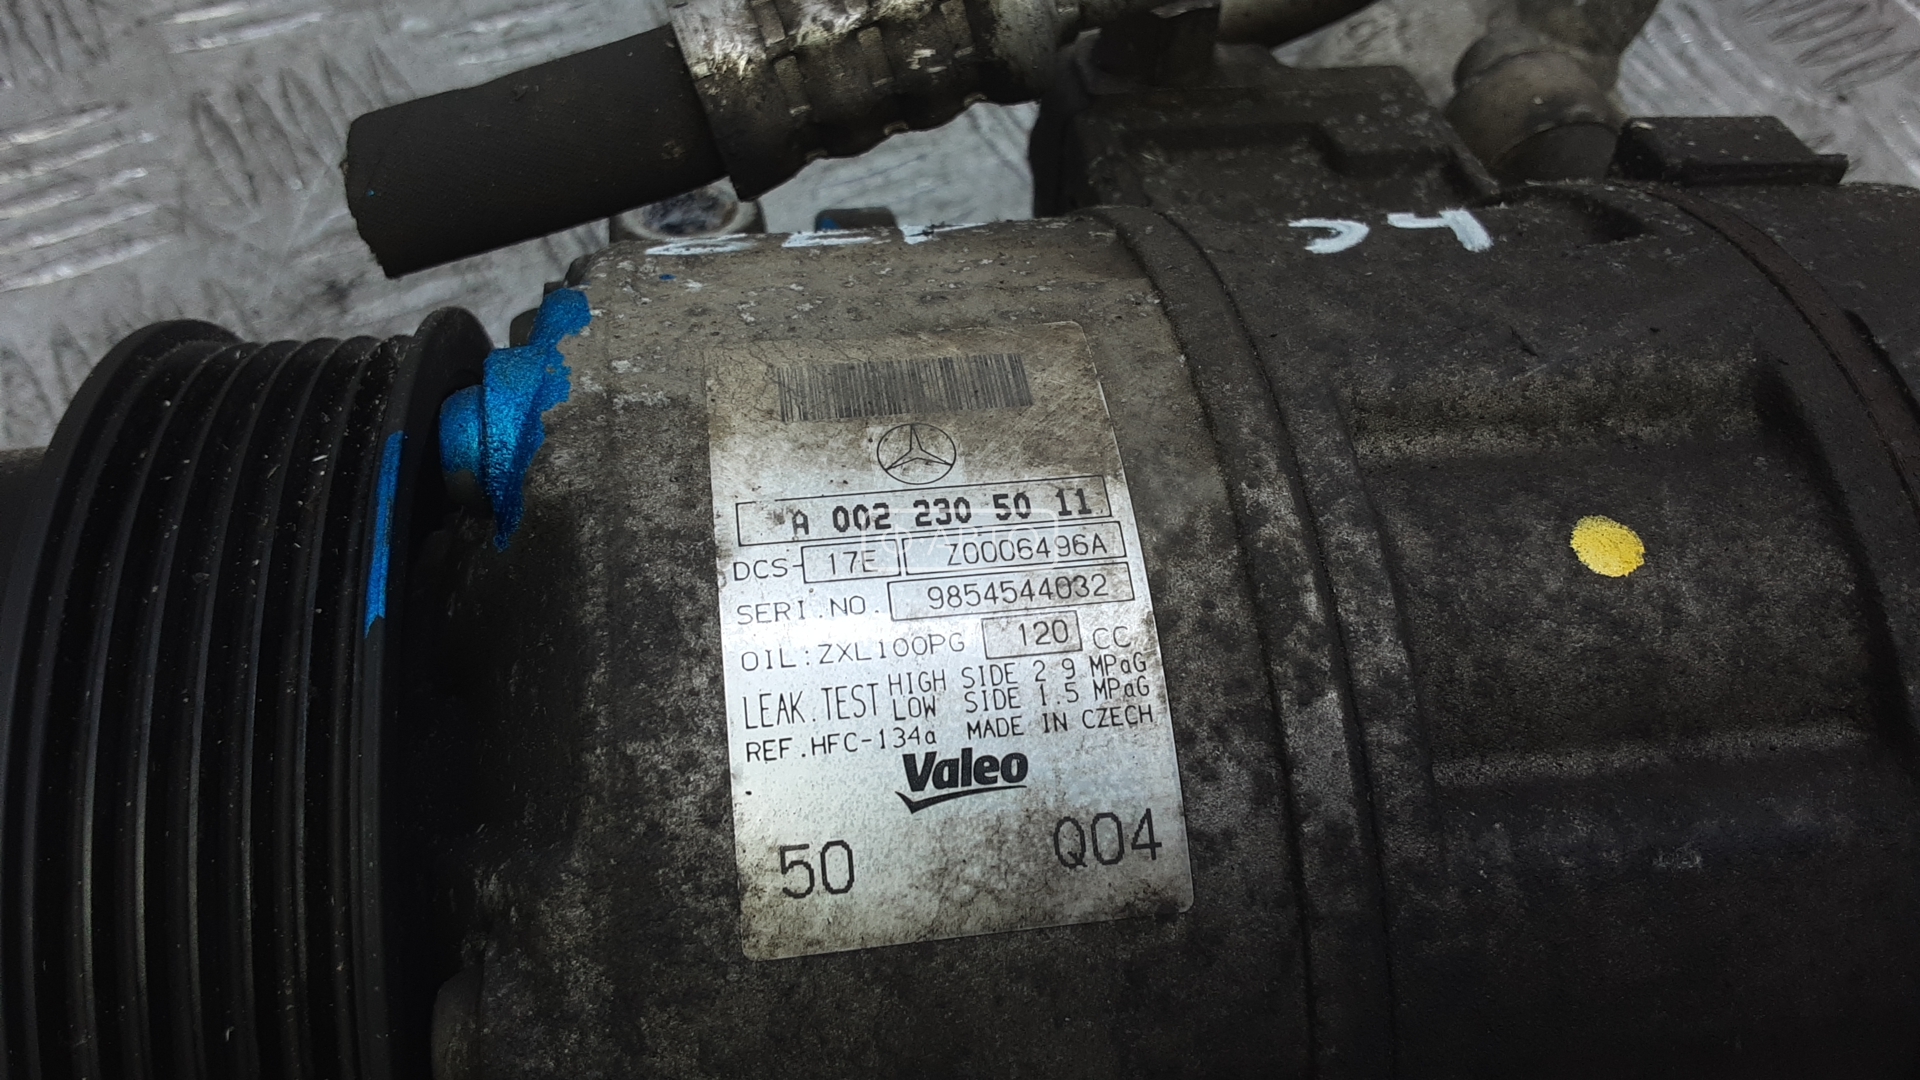 A 002 230 50 11
DCS- 17E Z0006496A
SERI.NO. 9854544032
OIL:ZXL100PG 120 CC
LEAK.TEST HIGH SIDE 2 9 MPaG
LOW SIDE 1.5 MPaG
REF.HFC-134a MADE IN CZECH
Valeo
50 Q04